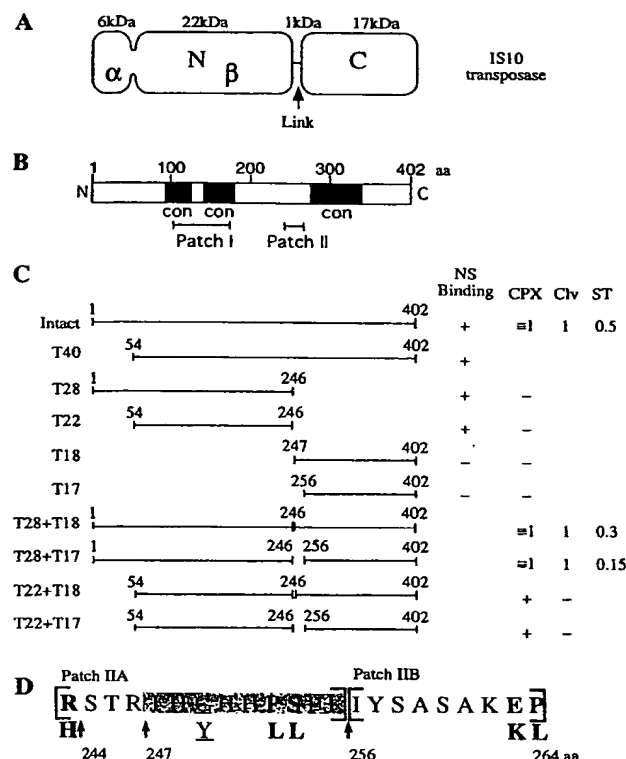 A
6kDa 22kDa 1kDa 17kDa
α N β C
IS10
transposase
Link
B
1 100 200 300 402 aa
N C
con con con
Patch I Patch II
C
NS
Binding CPX Clv ST
1 402
Intact + ≡1 1 0.5
54 402
T40 +
1 246
T28 + −
54 246
T22 + −
247 402
T18 − −
256 402
T17 − −
1 246 402
T28+T18 ≡1 1 0.3
1 246 256 402
T28+T17 ≡1 1 0.15
54 246 402
T22+T18 + −
54 246 256 402
T22+T17 + −
D
Patch IIA Patch IIB
R S T R I Y S A S A K E P
H Y L L K L
244 247 256 264 aa